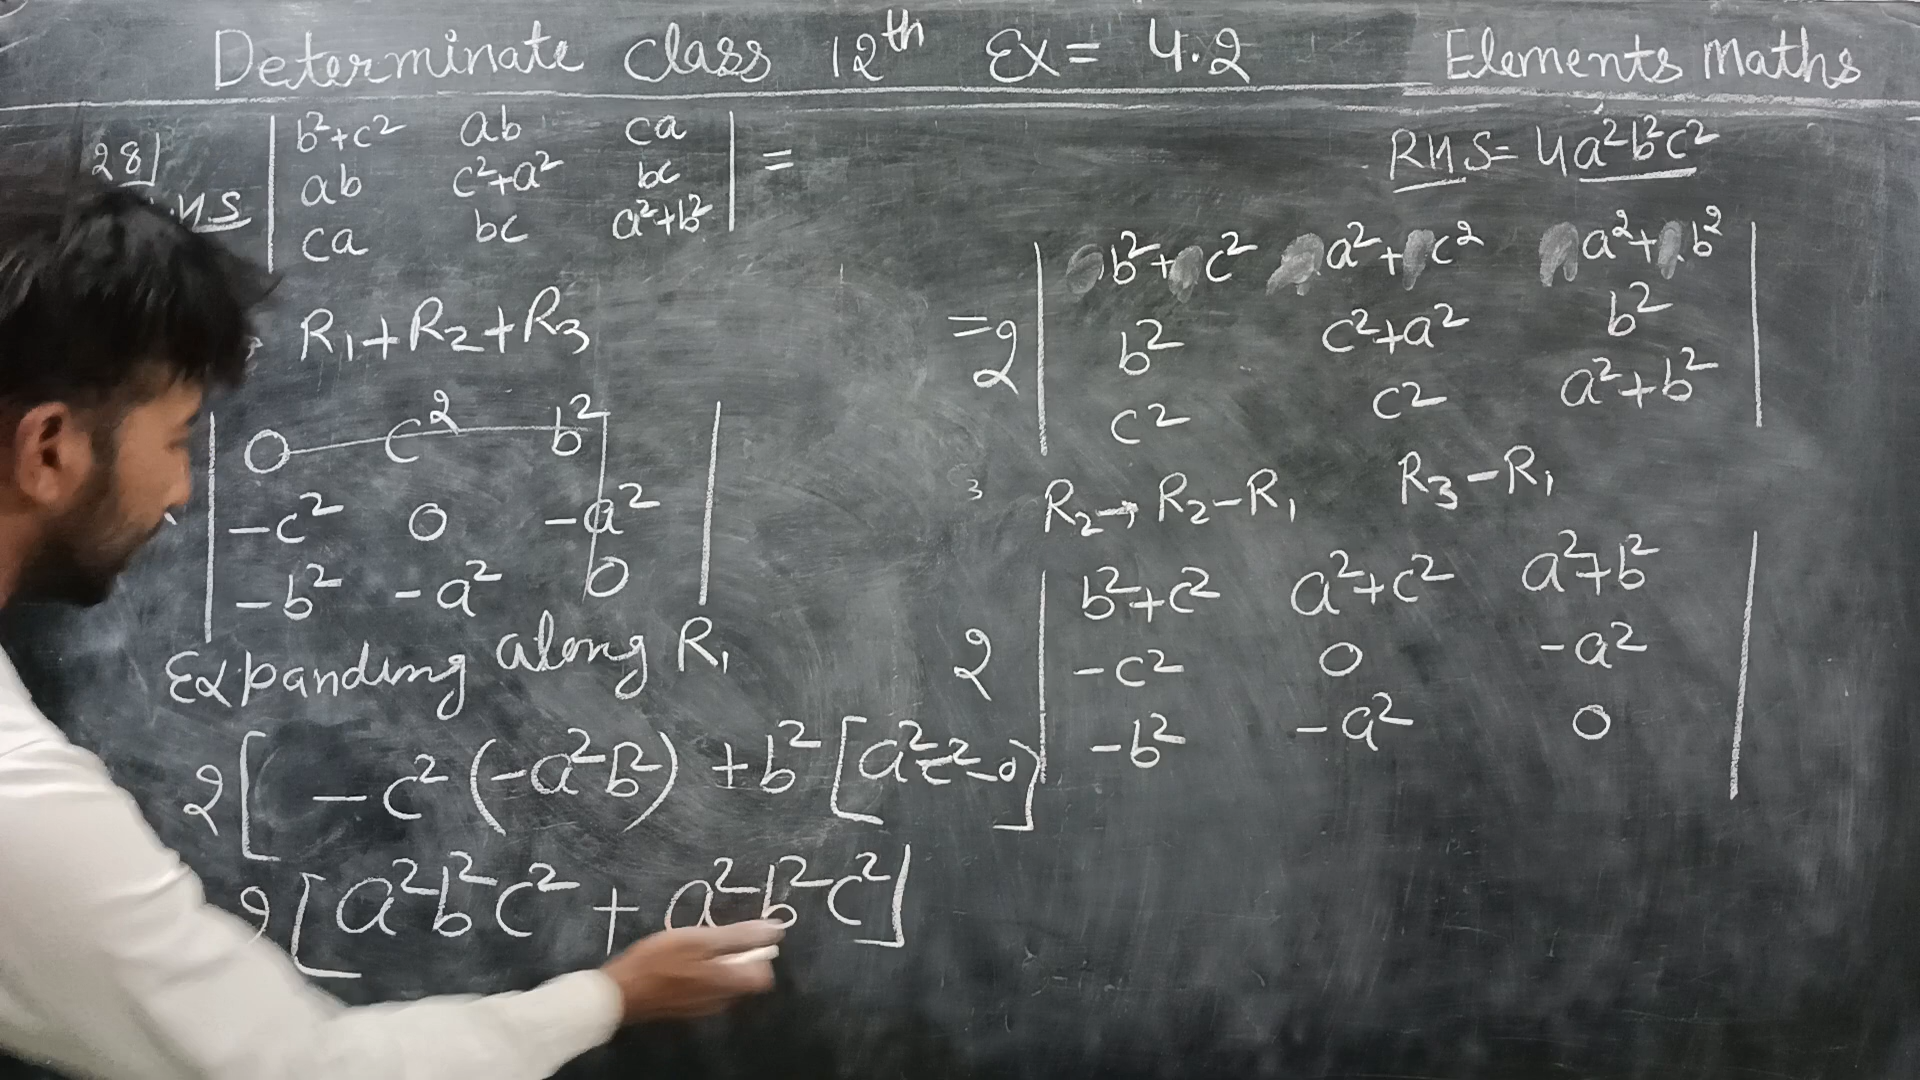 Determinate class 12th Ex = 4.2 Elements Maths
28] | b²+c² ab ca | =
| ab c²+a² bc |
| ca bc a²+b² |
RHS = 4a²b²c²
=2 | b²+c² a²+c² a²+b² |
| b² c²+a² b² |
| c² c² a²+b² |
R₂→R₂-R₁ R₃-R₁
2 | b²+c² a²+c² a²+b² |
| -c² 0 -a² |
| -b² -a² 0 |
R₁+R₂+R₃
| 0 c² b² |
| -c² 0 -a² |
| -b² -a² 0 |
Expanding along R₁
2[ -c² (-a²b²) +b² [a²c²-0]
2[a²b²c² + a²b²c²]